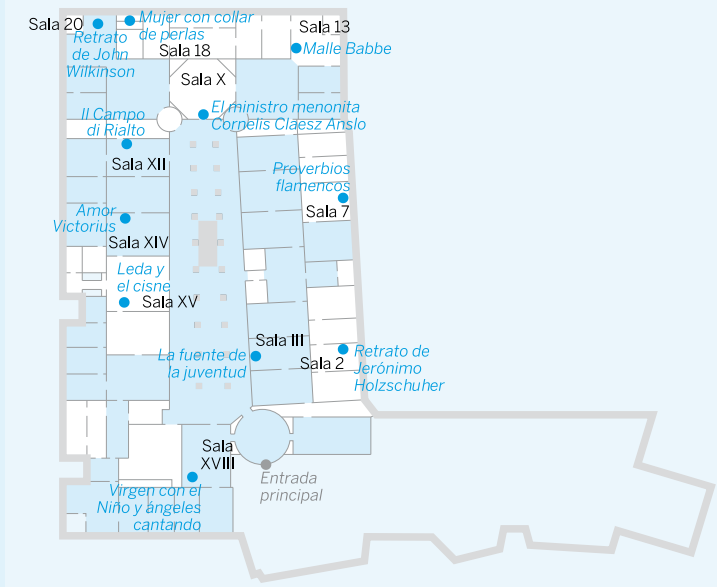 Sala 20
Mujer con collar
de perlas
Sala 13
Retrato
de John
Wilkinson
Sala 18
Malle Babbe
Sala X
Il Campo
di Rialto
El ministro menonita
Cornelis Claesz Anslo
Sala XII
Proverbios
flamencos
Sala 7
Amor
Victorius
Sala XIV
Leda y
el cisne
Sala XV
Sala III
La fuente de
la juventud
Sala 2
Retrato de
Jerónimo
Holzschuher
Sala
XVIII
Entrada
principal
Virgen con el
Niño y ángeles
cantando